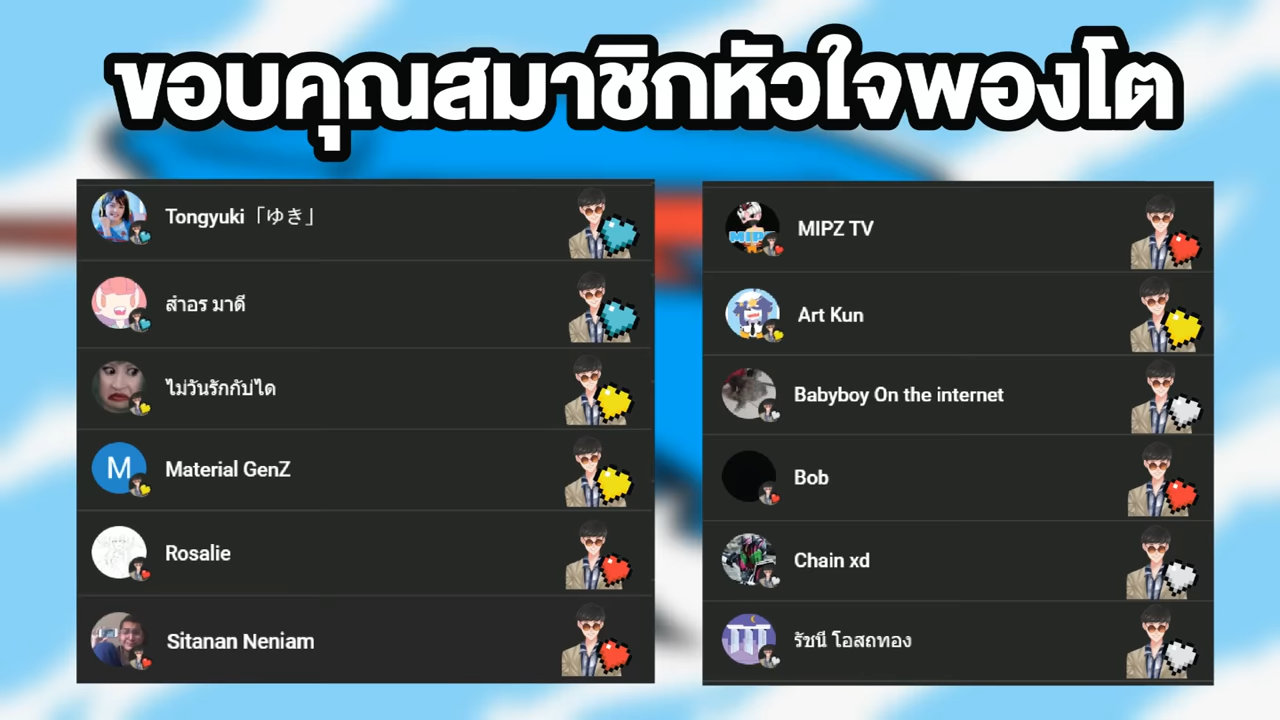 ขอบคุณสมาชิกหัวใจพองโต
Tongyuki「ゆき」
สำอร มาดี
ไม่วันรักกับได
M
Material GenZ
Rosalie
Sitanan Neniam
MIPZ TV
Art Kun
Babyboy On the internet
Bob
Chain xd
รัชนี โอสถทอง